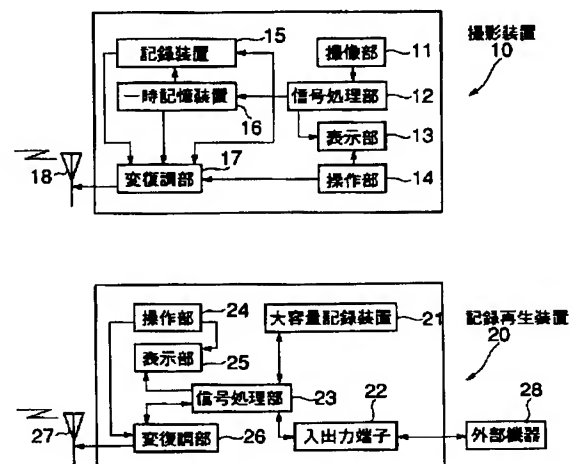 15
記録装置
撮像部
11
撮影装置
10
一時記憶装置
信号処理部
12
16
表示部
13
17
18
変復調部
操作部
14
操作部
24
大容量記録装置
21
記録再生装置
20
表示部
25
信号処理部
23
22
28
27
変復調部
26
入出力端子
外部機器